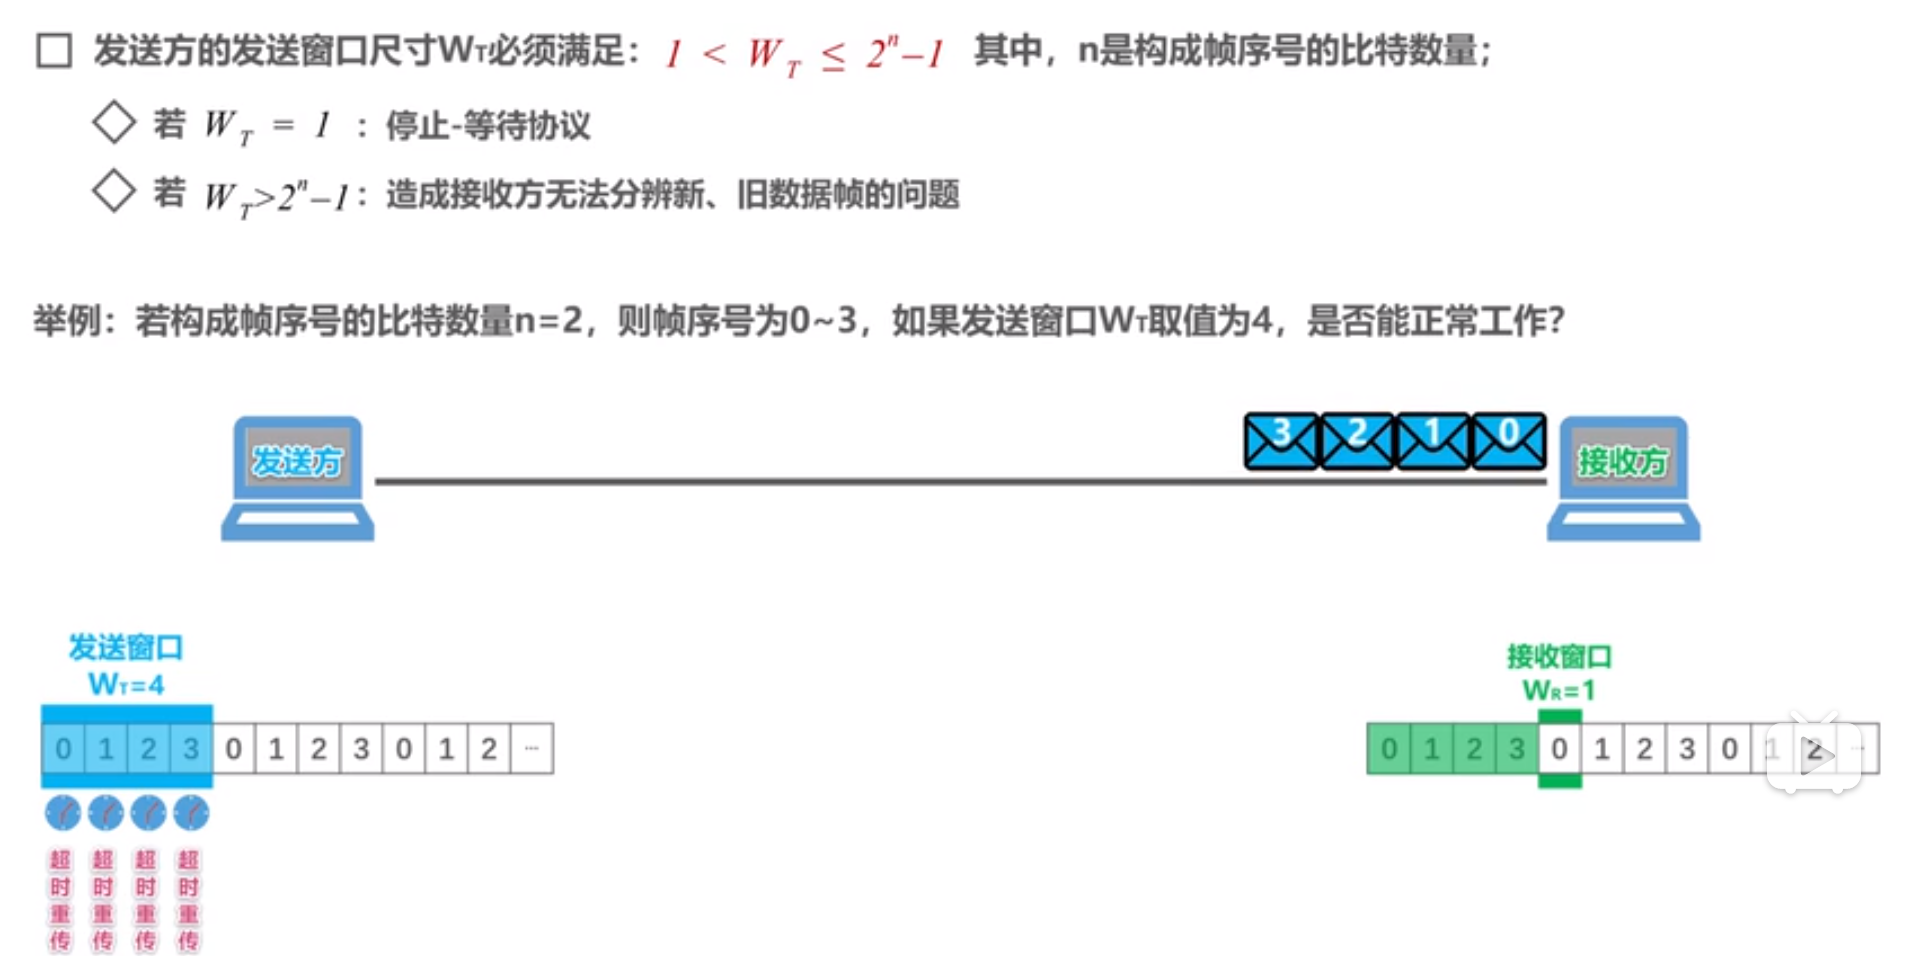 发送方的发送窗口尺寸WT必须满足： 1 < W_T ≤ 2^n–1 其中，n是构成帧序号的比特数量；
若 W_T = 1 ：停止-等待协议
若 W_T>2^n–1：造成接收方无法分辨新、旧数据帧的问题
举例：若构成帧序号的比特数量n=2，则帧序号为0~3，如果发送窗口WT取值为4，是否能正常工作？
3 2 1 0
发送方
接收方
发送窗口
WT=4
接收窗口
WR=1
0 1 2 3 0 1 2 3 0 1 2 ...
0 1 2 3 0 1 2 3 0 1 2 ...
超时重传
超时重传
超时重传
超时重传